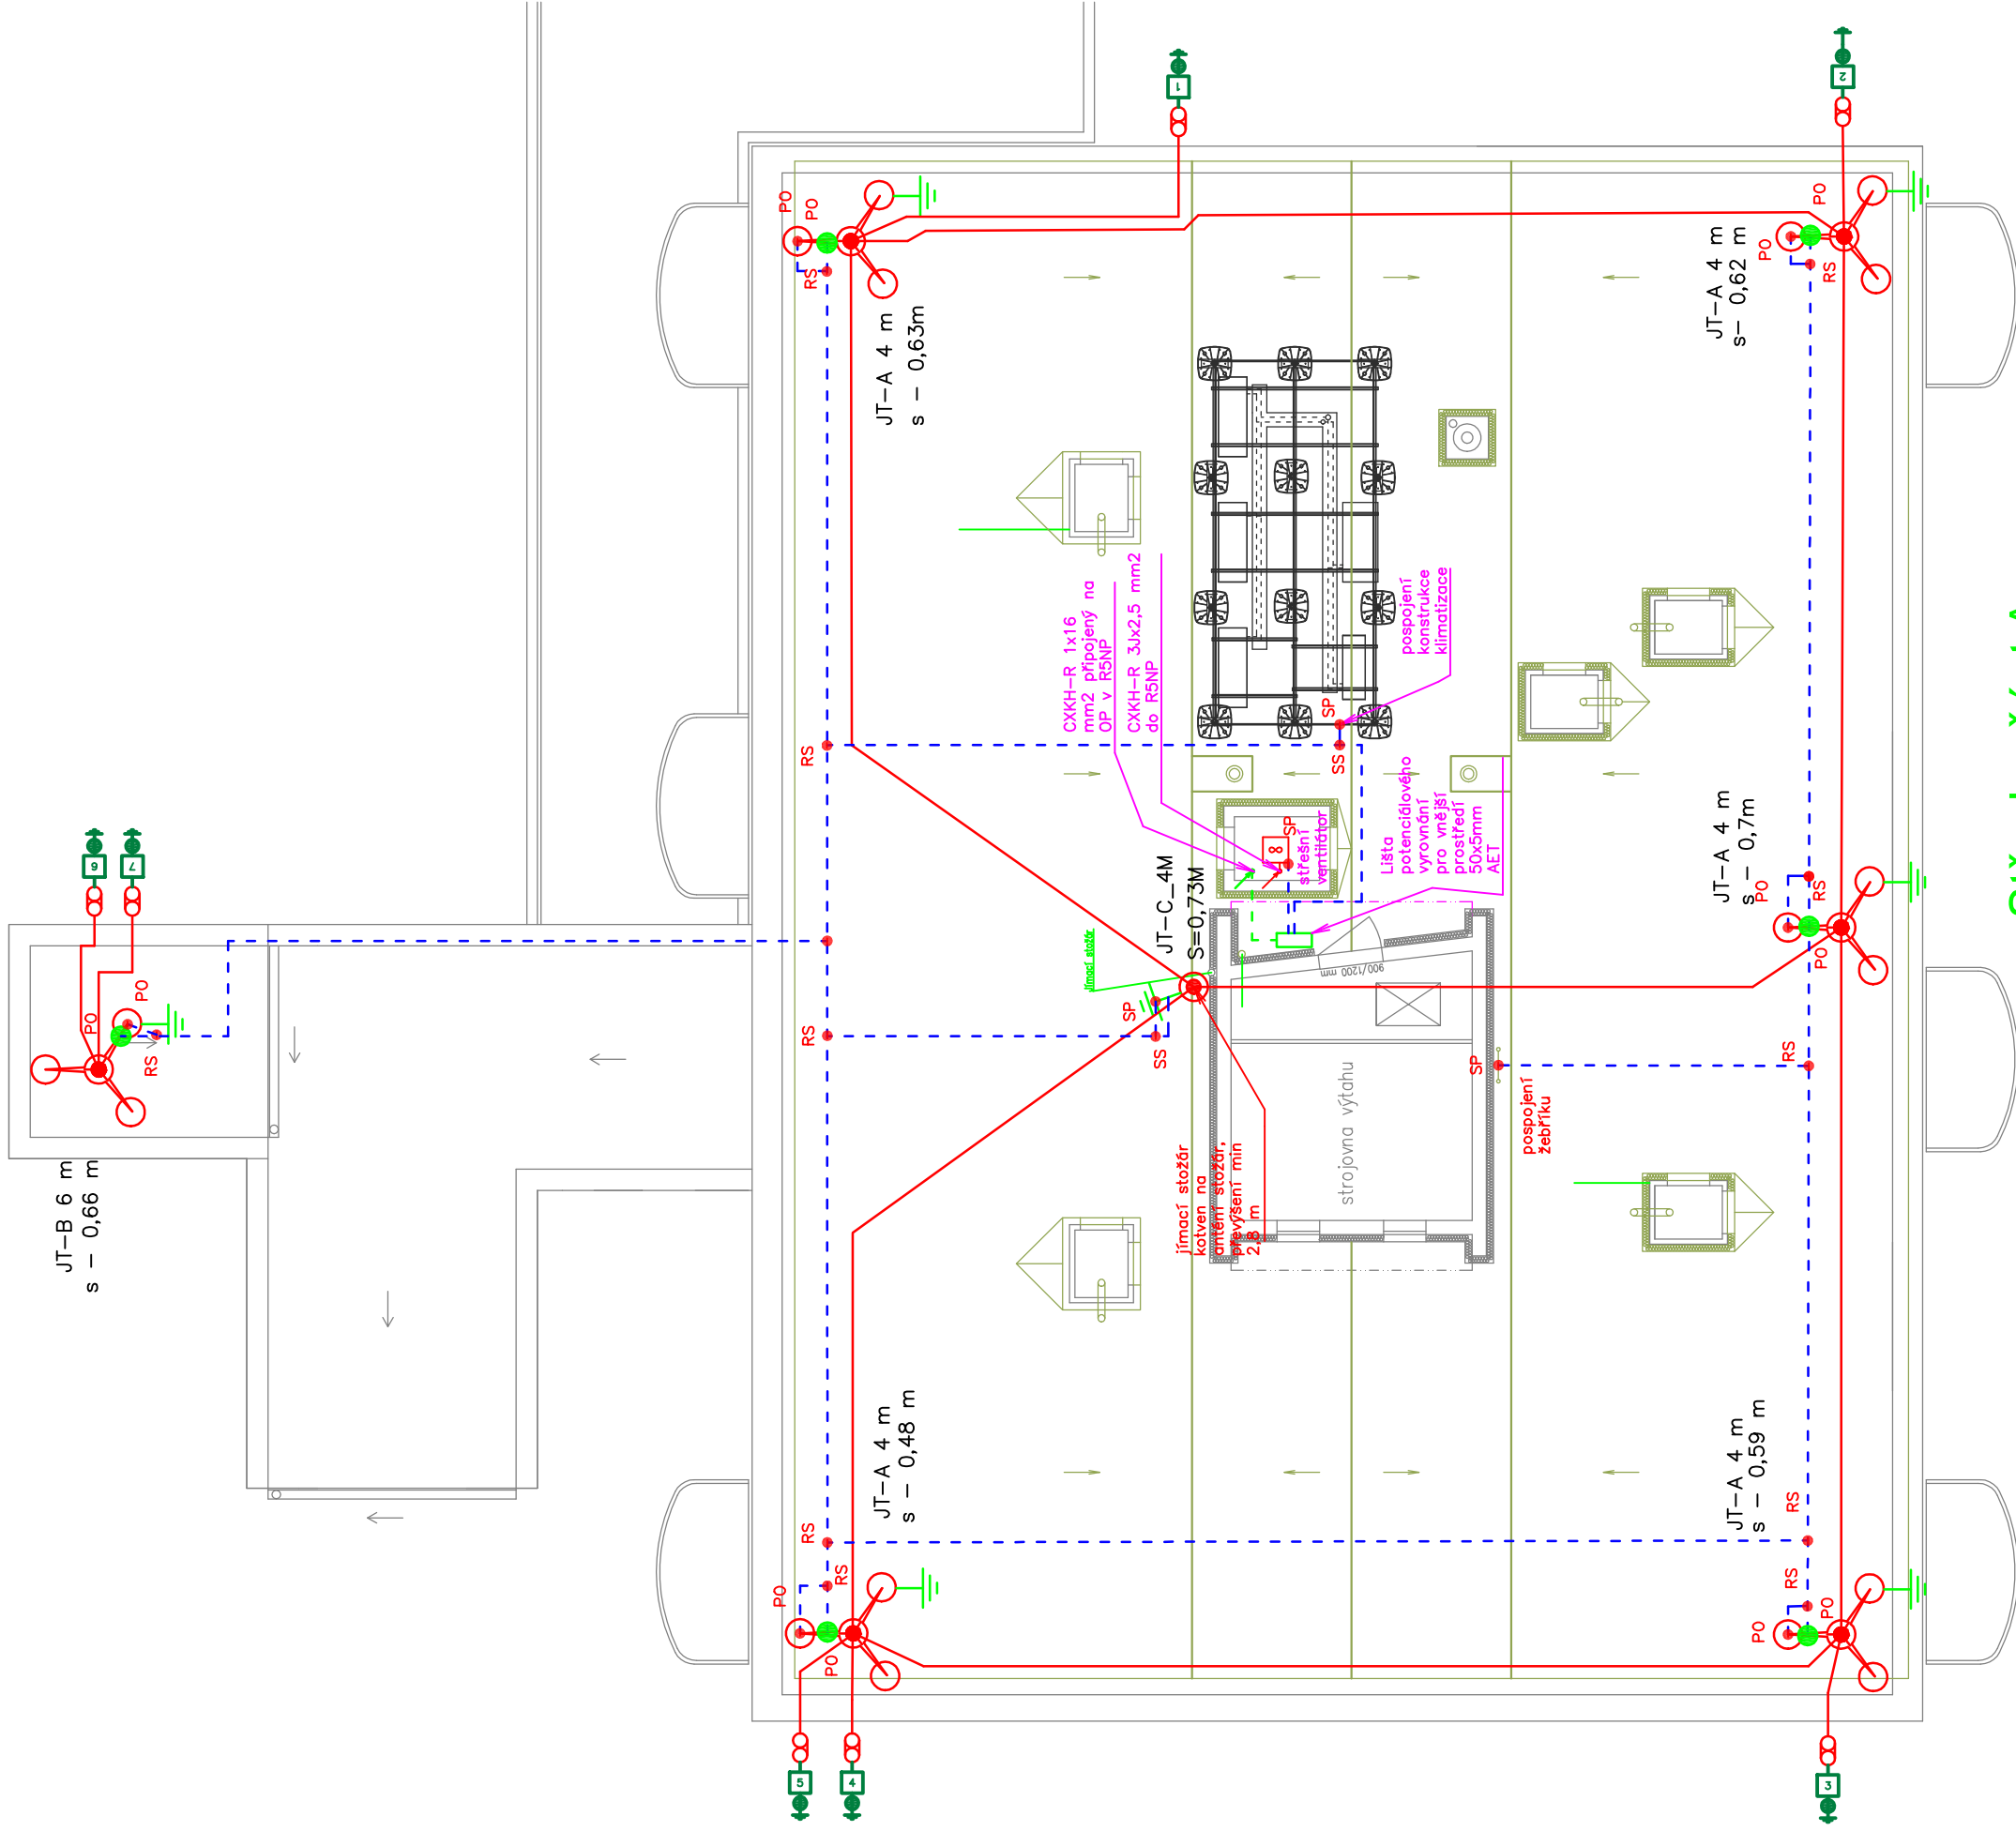 6
7
PO
PO
RS
JT-B 6 m
s - 0,66 m
1
2
PO
PO
RS
JT-A 4 m
s - 0,63m
PO
PO
RS
JT-A 4 m
s- 0,62 m
CXKH-R 1x16
mm2 připojený na
OP v R5NP
CXKH-R 3Jx2,5 mm2
do R5NP
pospojení
konstrukce
klimatizace
SP
SS
RS
8
SP
střešní
ventilátor
Lišta
potenciálového
vyrovnání
pro vnější
prostředí
50x5mm
AET
JT-C_4M
S=0,73M
jímací stožár
SP
SS
RS
900/1200 mm
JT-A 4 m
s - 0,7m
PO
RS
PO
RS
SP
pospojení
žebříku
strojovna výtahu
jímací stožár
kotven na
anténí stožár,
převýšení min
2,8 m
JT-A 4 m
s - 0,48 m
RS
RS
PO
PO
JT-A 4 m
s - 0,59 m
RS
RS
PO
PO
5
4
3